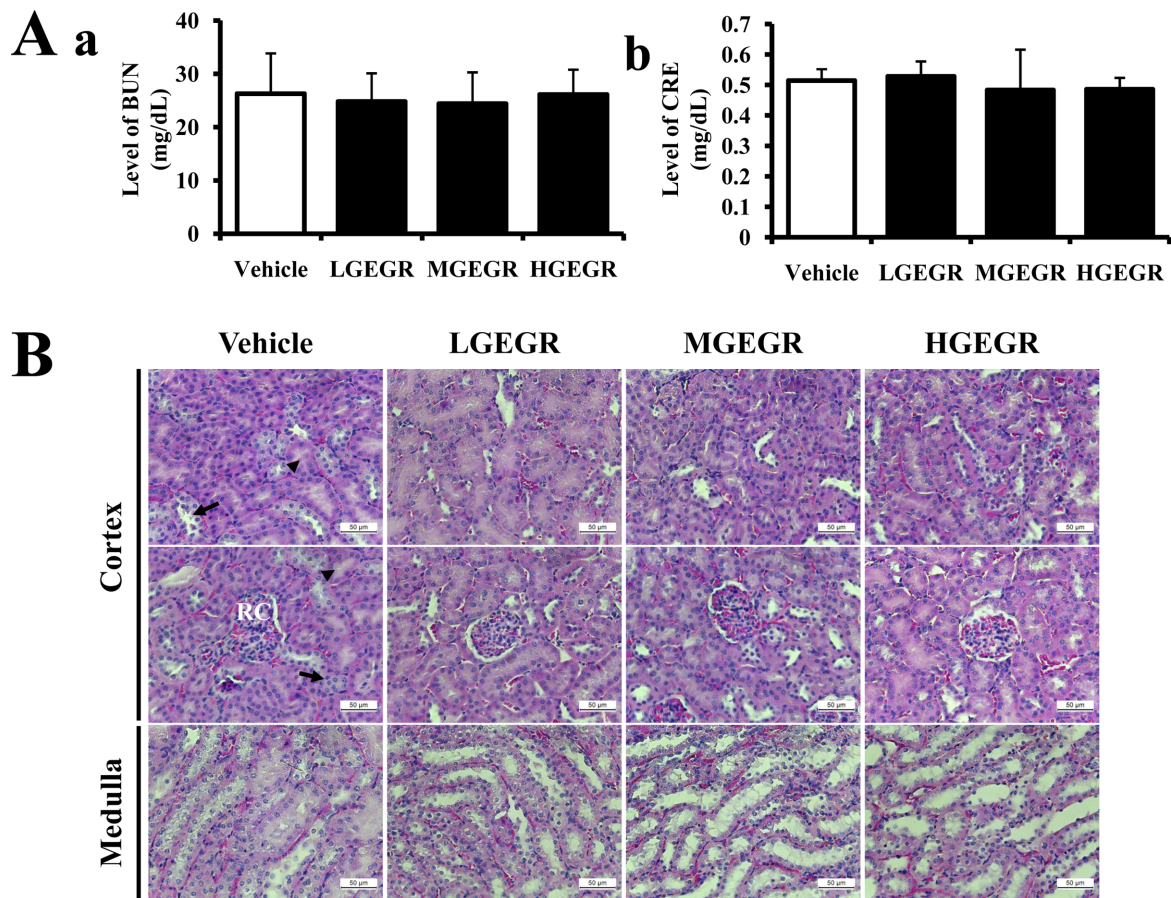 A
a
Level of BUN
(mg/dL)
40
30
20
10
0
Vehicle LGEGR MGEGR HGEGR
b
Level of CRE
(mg/dL)
0.7
0.6
0.5
0.4
0.3
0.2
0.1
0
Vehicle LGEGR MGEGR HGEGR
B
Vehicle LGEGR MGEGR HGEGR
Cortex
50 µm 50 µm 50 µm 50 µm
RC
50 µm 50 µm 50 µm 50 µm
Medulla
50 µm 50 µm 50 µm 50 µm